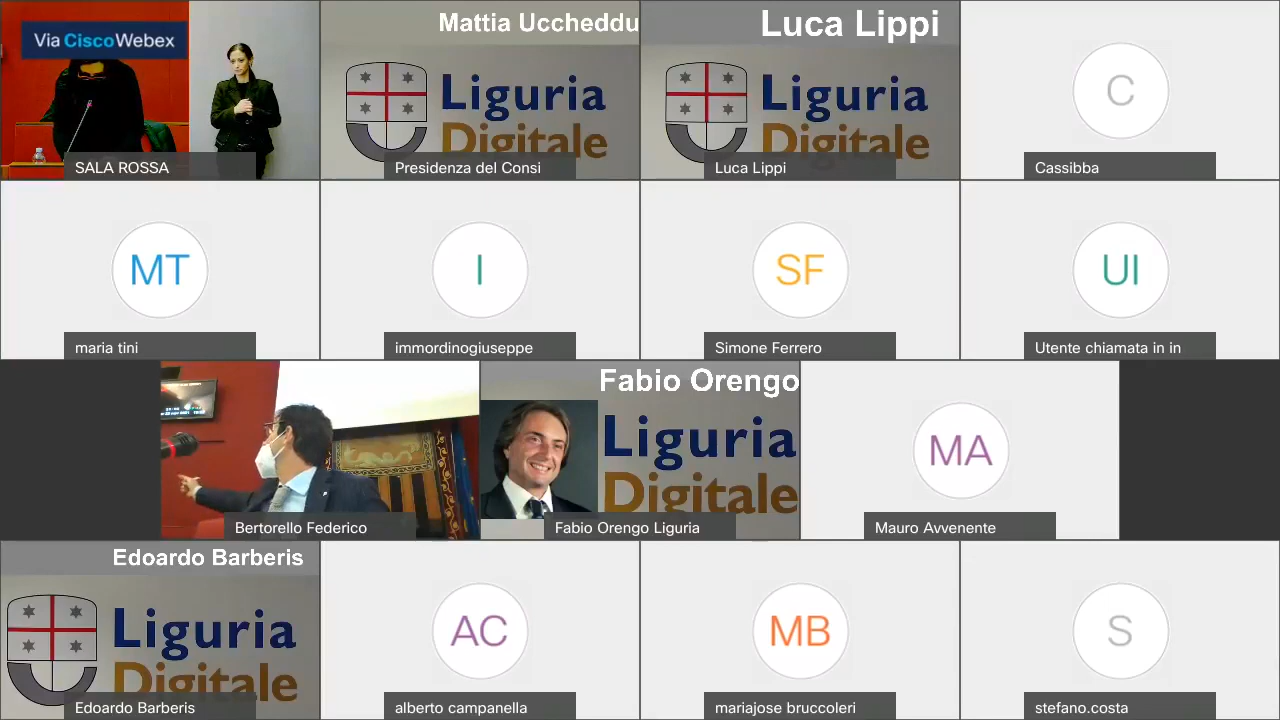 Via CiscoWebex
SALA ROSSA
Mattia Uccheddu
Liguria
Digitale
Presidenza del Consi
Luca Lippi
Liguria
Digitale
Luca Lippi
C
Cassibba
MT
maria tini
I
immordinogiuseppe
SF
Simone Ferrero
UI
Utente chiamata in in
Bertorello Federico
Fabio Orengo
Liguria
Digitale
Fabio Orengo Liguria
MA
Mauro Avvenente
Edoardo Barberis
Liguria
Digitale
Edoardo Barberis
AC
alberto campanella
MB
mariajose bruccoleri
S
stefano.costa